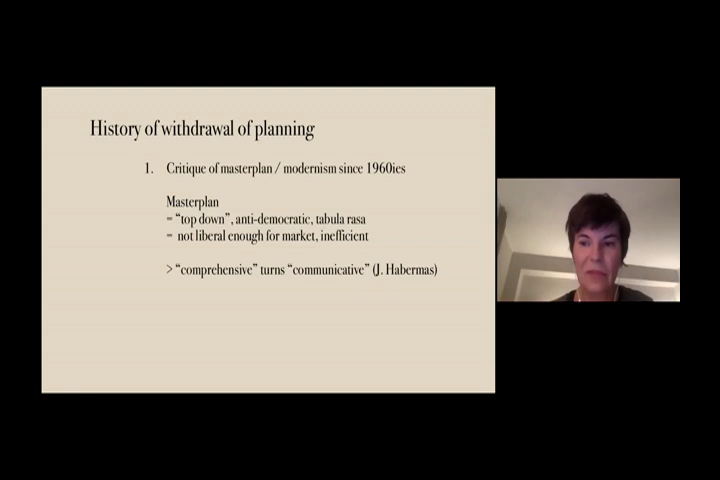 History of withdrawal of planning
1. Critique of masterplan / modernism since 1960ies
Masterplan
= "top down", anti-democratic, tabula rasa
= not liberal enough for market, inefficient
> "comprehensive" turns "communicative" (J. Habermas)